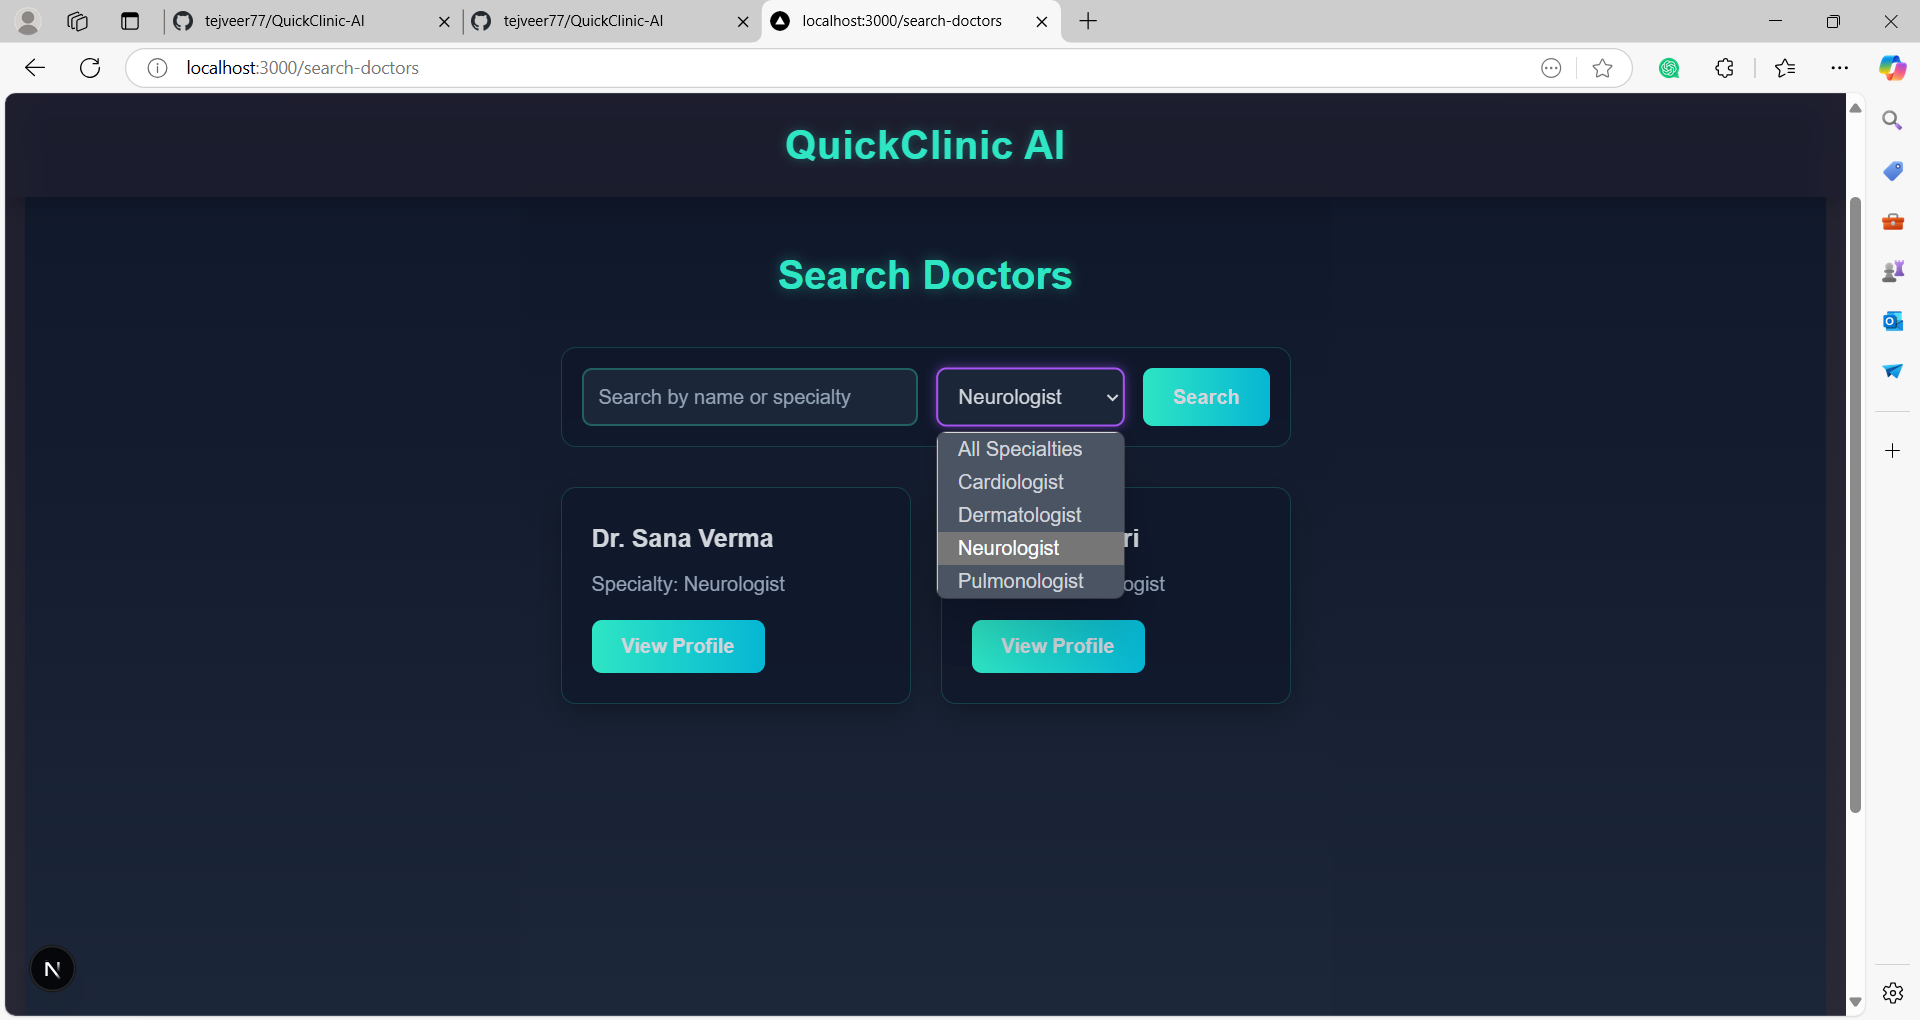 tejveer77/QuickClinic-AI
tejveer77/QuickClinic-AI
localhost:3000/search-doctors
localhost:3000/search-doctors
QuickClinic AI
Search Doctors
Search by name or specialty
Neurologist
Search
All Specialties
Cardiologist
Dermatologist
Neurologist
Pulmonologist
Dr. Sana Verma
Specialty: Neurologist
View Profile
ri
ogist
View Profile
N